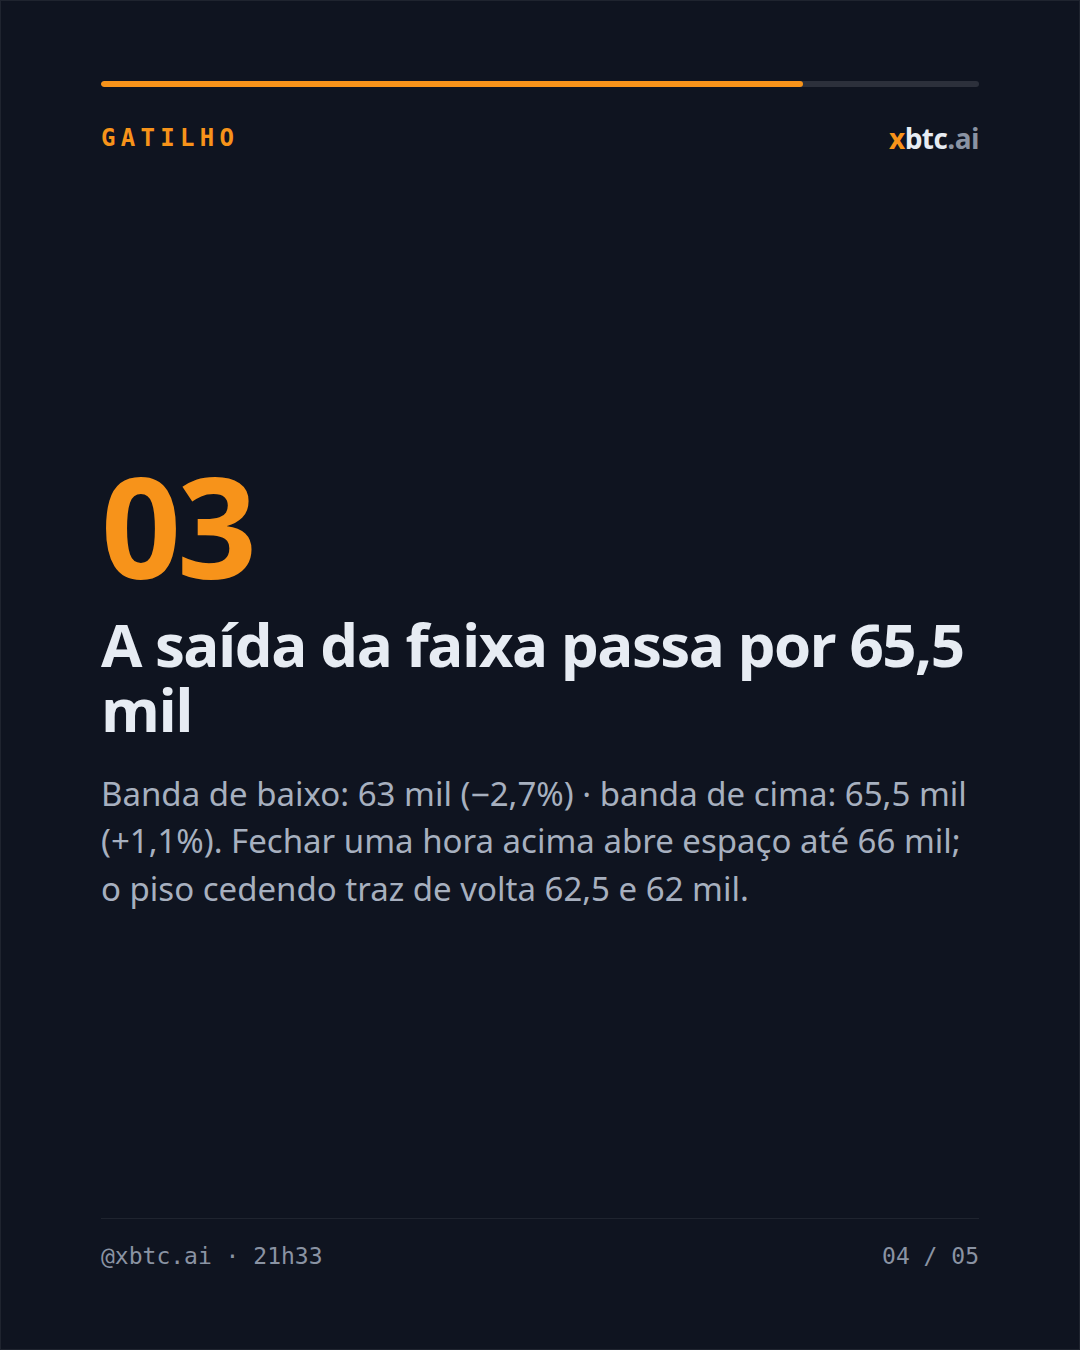 GATILHO
xbtc.ai
03
A saída da faixa passa por 65,5
mil
Banda de baixo: 63 mil (−2,7%) · banda de cima: 65,5 mil
(+1,1%). Fechar uma hora acima abre espaço até 66 mil;
o piso cedendo traz de volta 62,5 e 62 mil.
@xbtc.ai · 21h33
04 / 05